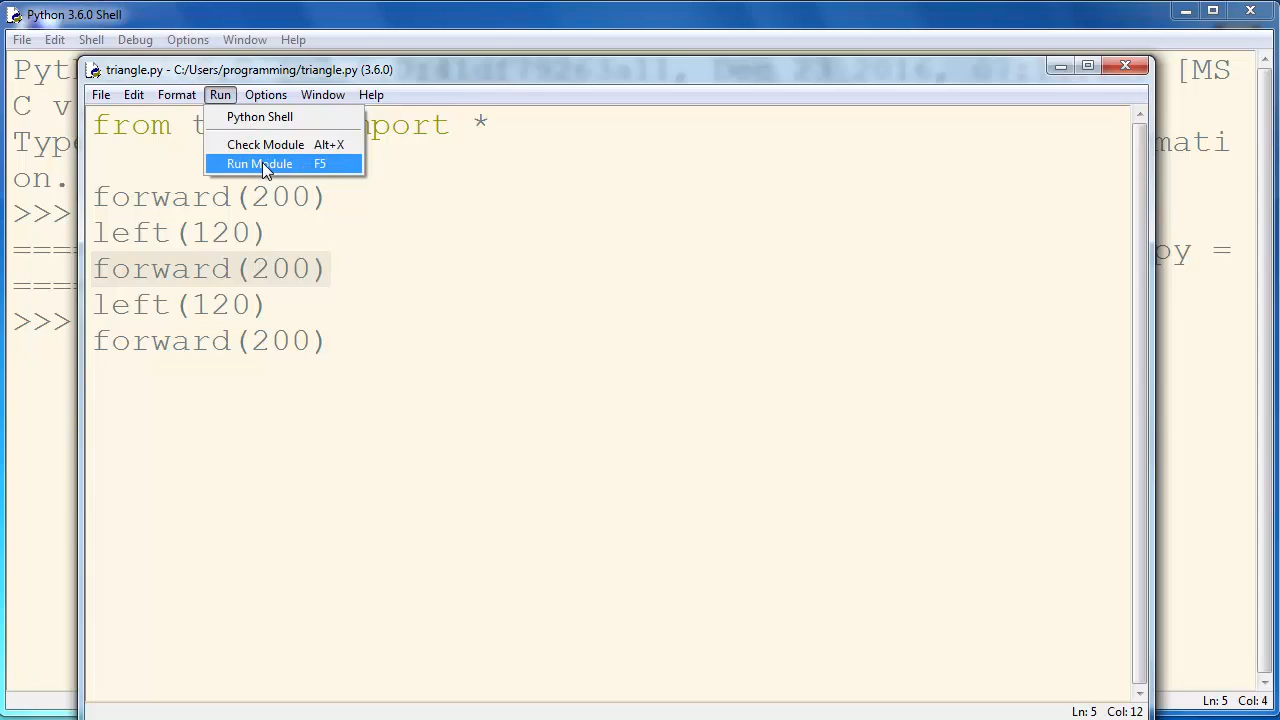 Python 3.6.0 Shell
File Edit Shell Debug Options Window Help
[MS
C v
Type
mati
on.
>>>
====
py =
====
>>>
Ln: 5 Col: 4
triangle.py - C:/Users/programming/triangle.py (3.6.0)
File Edit Format Run Options Window Help
Python Shell
Check Module Alt+X
Run Module F5
from import *
forward(200)
left(120)
forward(200)
left(120)
forward(200)
Ln: 5 Col: 12